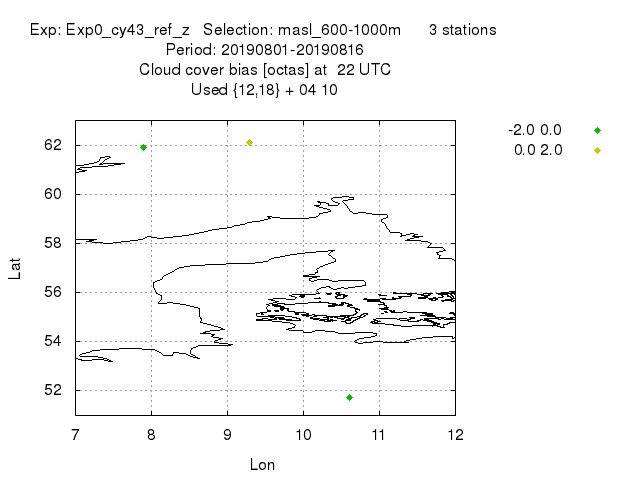 Exp: Exp0_cy43_ref_z   Selection: masl_600-1000m      3 stations
Period: 20190801-20190816
Cloud cover bias [octas] at  22 UTC
Used {12,18} + 04 10
-2.0 0.0
0.0 2.0
62
60
58
56
54
52
Lat
7 8 9 10 11 12
Lon